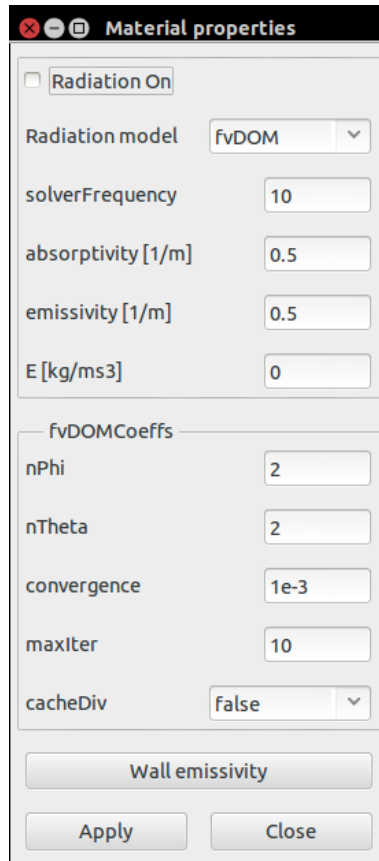 Material properties
Radiation On
Radiation model fvDOM
solverFrequency 10
absorptivity [1/m] 0.5
emissivity [1/m] 0.5
E [kg/ms3] 0
fvDOMCoeffs
nPhi 2
nTheta 2
convergence 1e-3
maxIter 10
cacheDiv false
Wall emissivity
Apply Close